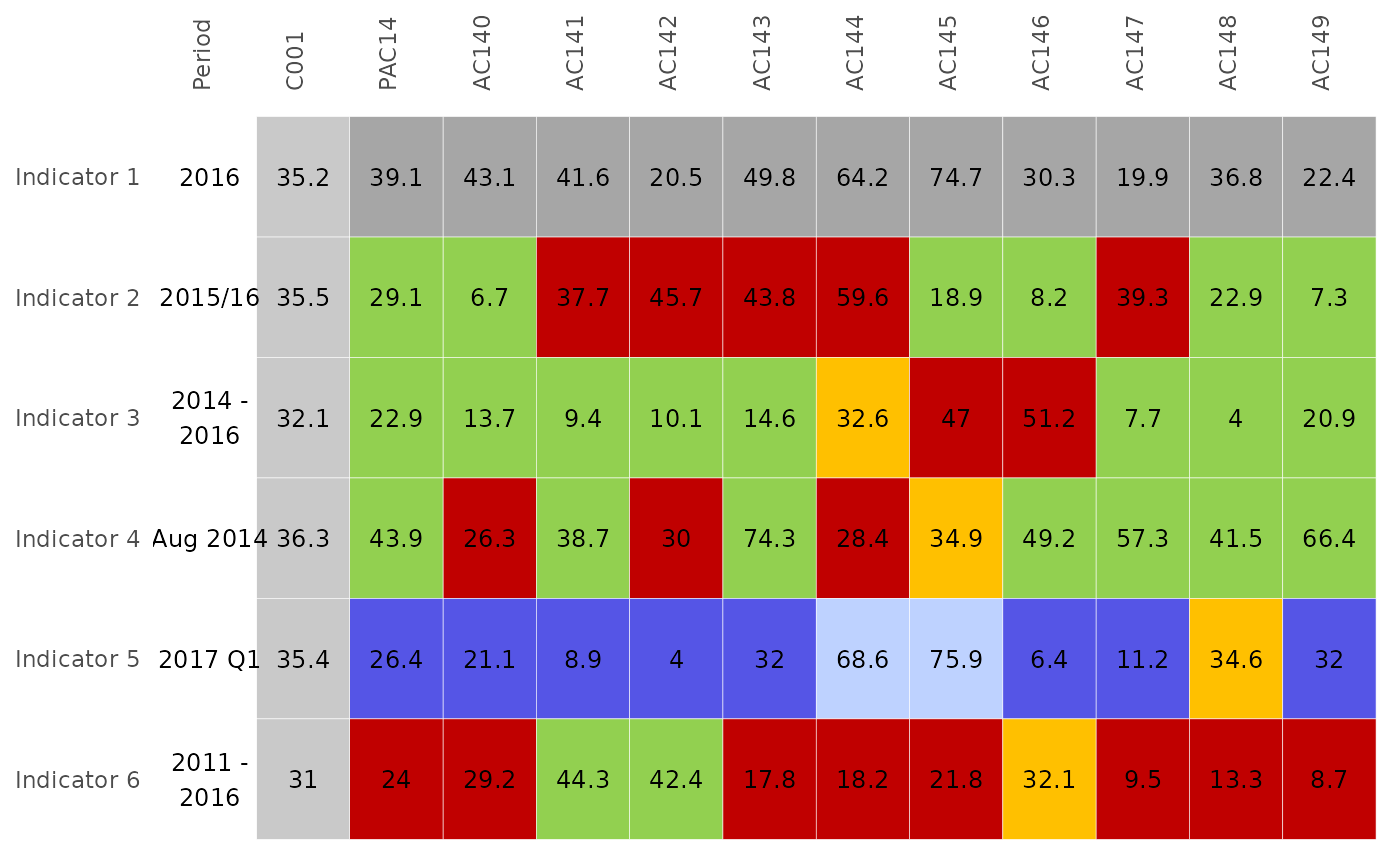 Period C001 PAC14 AC140 AC141 AC142 AC143 AC144 AC145 AC146 AC147 AC148 AC149
Indicator 1 2016 35.2 39.1 43.1 41.6 20.5 49.8 64.2 74.7 30.3 19.9 36.8 22.4
Indicator 2 2015/16 35.5 29.1 6.7 37.7 45.7 43.8 59.6 18.9 8.2 39.3 22.9 7.3
Indicator 3 2014 - 2016 32.1 22.9 13.7 9.4 10.1 14.6 32.6 47 51.2 7.7 4 20.9
Indicator 4 Aug 2014 36.3 43.9 26.3 38.7 30 74.3 28.4 34.9 49.2 57.3 41.5 66.4
Indicator 5 2017 Q1 35.4 26.4 21.1 8.9 4 32 68.6 75.9 6.4 11.2 34.6 32
Indicator 6 2011 - 2016 31 24 29.2 44.3 42.4 17.8 18.2 21.8 32.1 9.5 13.3 8.7